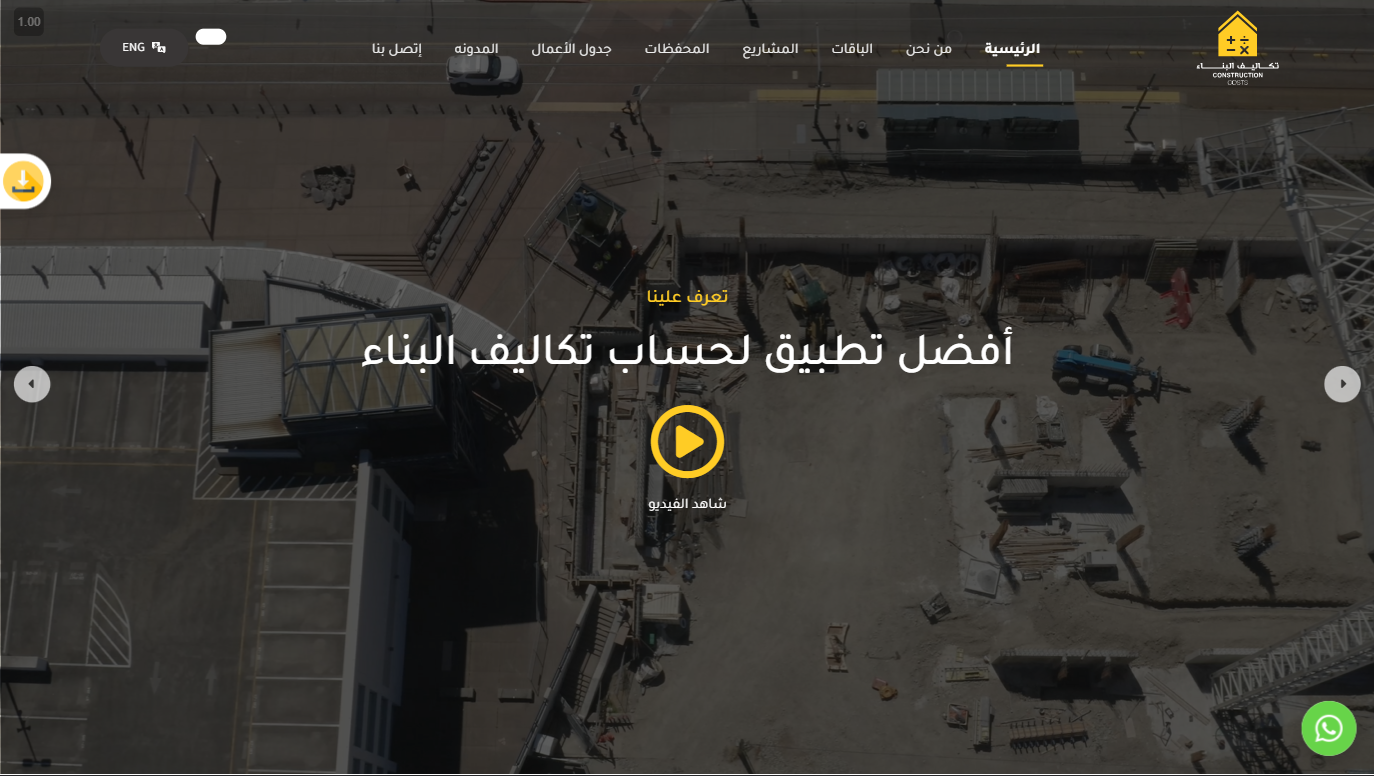 1.00
تكاليف البناء
CONSTRUCTION
COSTS
الرئيسية
من نحن
الباقات
المشاريع
المحفظات
جدول الأعمال
المدونه
إتصل بنا
ENG
تعرف علينا
أفضل تطبيق لحساب تكاليف البناء
شاهد الفيديو